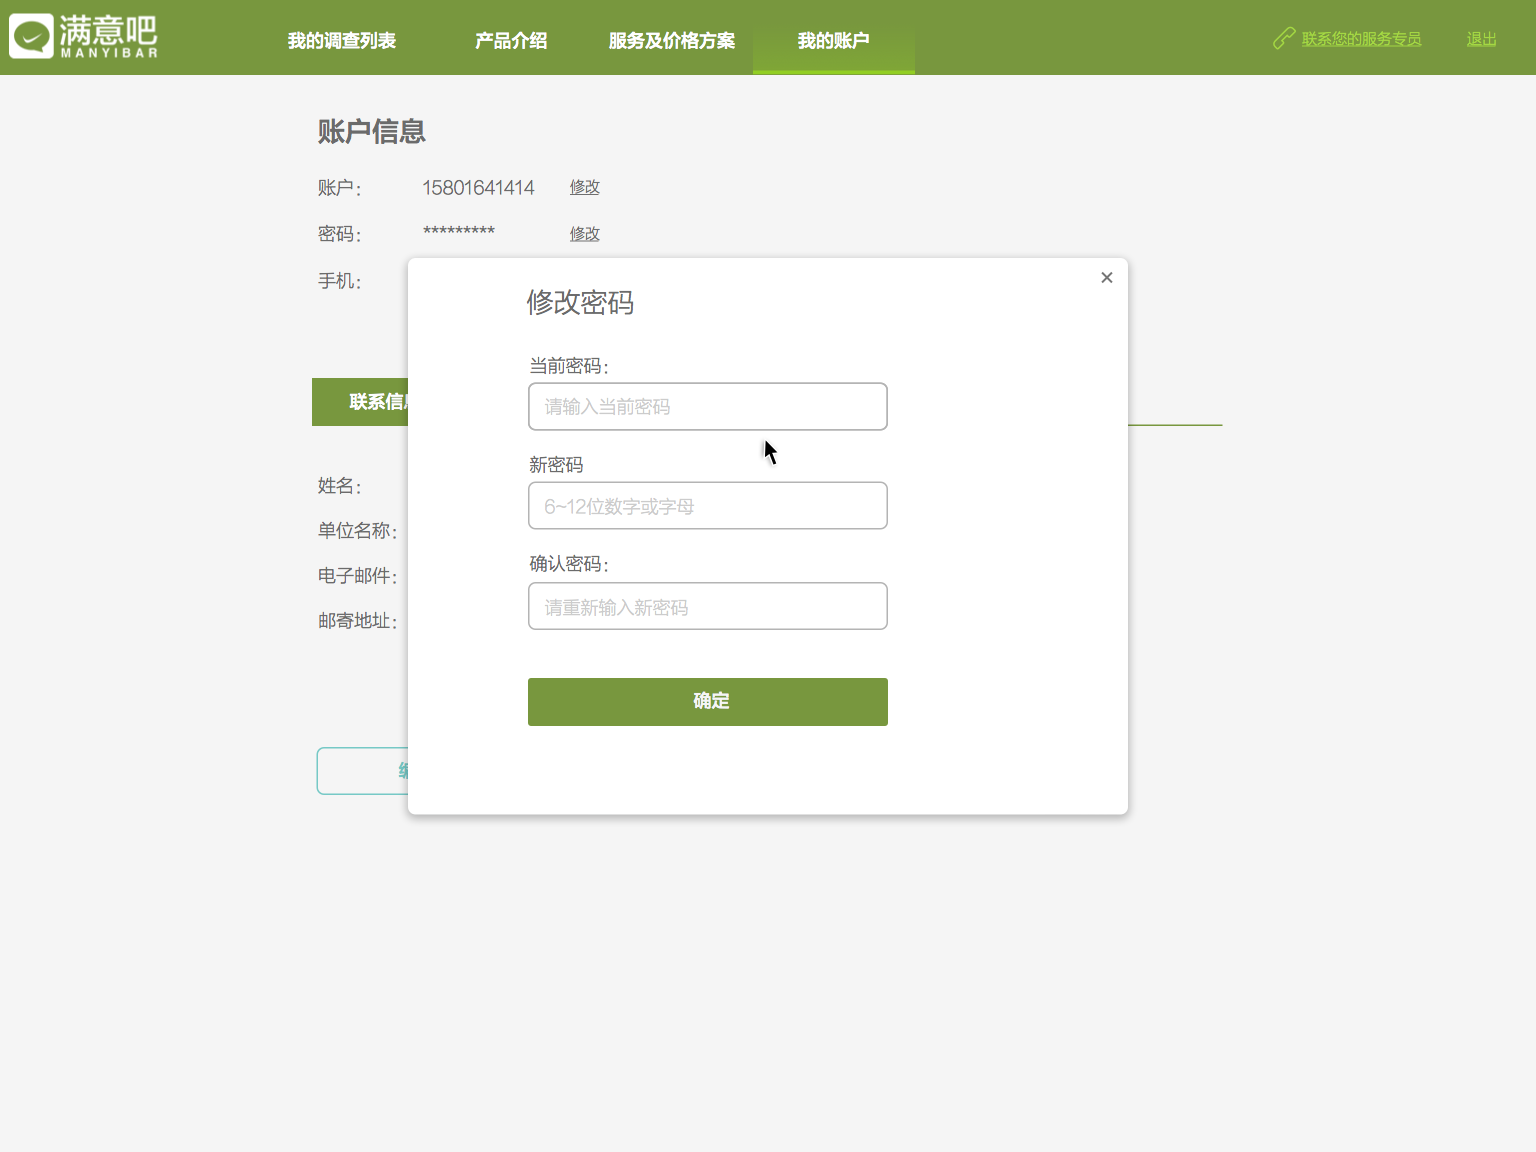 满意吧
MANYIBAR
我的调查列表 产品介绍 服务及价格方案 我的账户 联系您的服务专员 退出
账户信息
账户： 15801641414 修改
密码： ********* 修改
手机：
修改密码
当前密码：
请输入当前密码
联系信
新密码
6~12位数字或字母
姓名：
单位名称：
确认密码：
电子邮件：
请重新输入新密码
邮寄地址：
确定